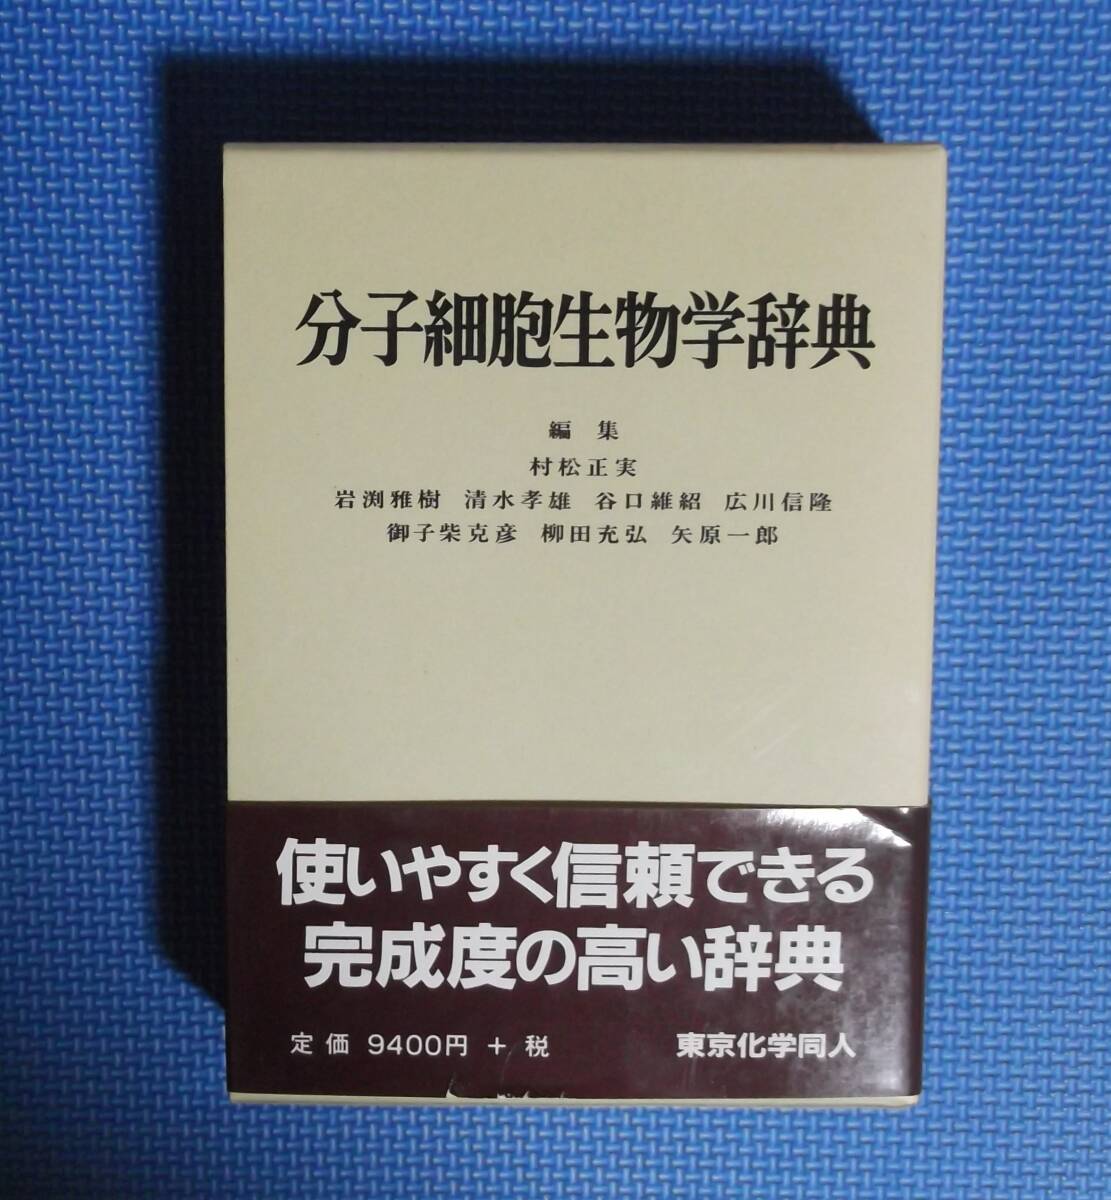 分子細胞生物学辞典
編集
村松正実
岩渕雅樹 清水孝雄 谷口維紹 広川信隆
御子柴克彦 柳田充弘 矢原一郎
使いやすく信頼できる
完成度の高い辞典
定価 9400円 + 税 東京化学同人